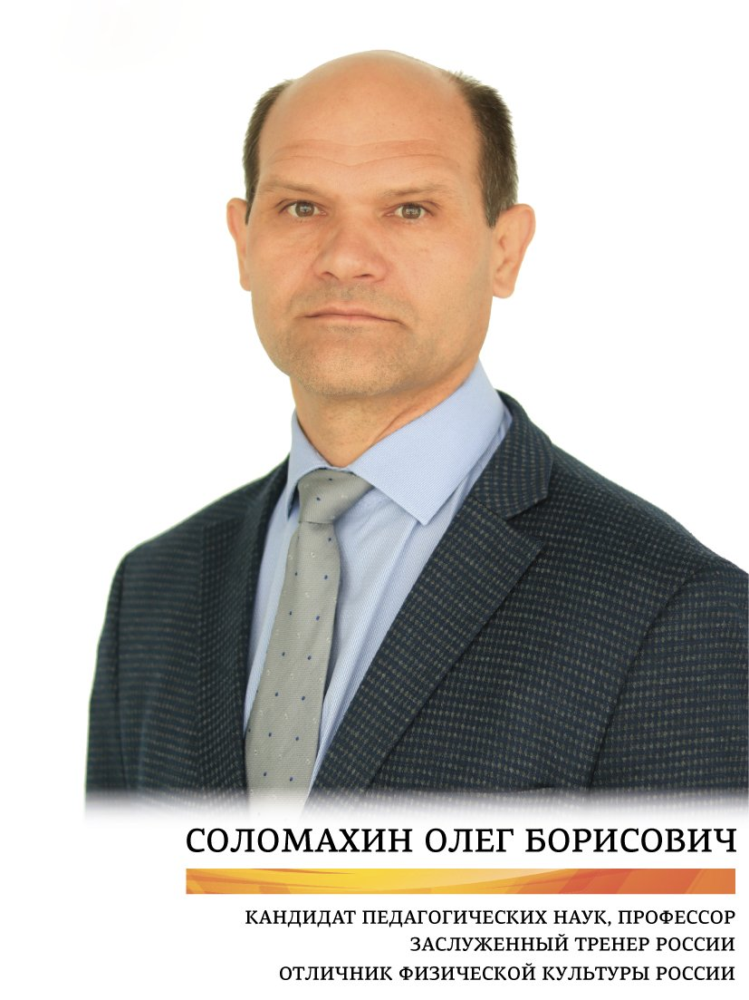 СОЛОМАХИН ОЛЕГ БОРИСОВИЧ
КАНДИДАТ ПЕДАГОГИЧЕСКИХ НАУК, ПРОФЕССОР
ЗАСЛУЖЕННЫЙ ТРЕНЕР РОССИИ
ОТЛИЧНИК ФИЗИЧЕСКОЙ КУЛЬТУРЫ РОССИИ